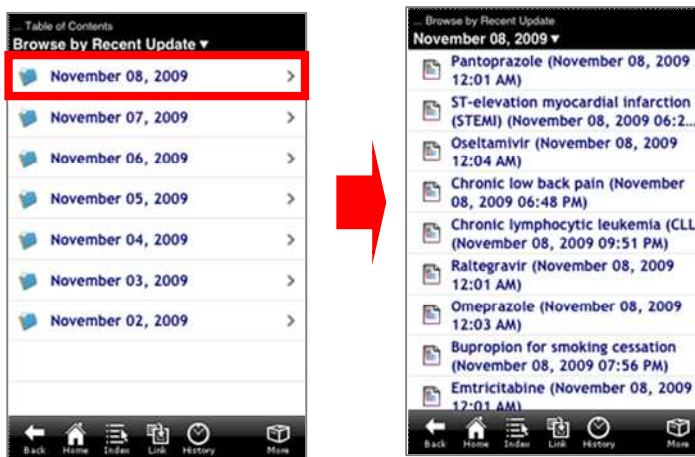 ... Table of Contents
Browse by Recent Update ▼
November 08, 2009
November 07, 2009
November 06, 2009
November 05, 2009
November 04, 2009
November 03, 2009
November 02, 2009
Back Home Index Link History More
... Browse by Recent Update
November 08, 2009 ▼
Pantoprazole (November 08, 2009
12:01 AM)
ST-elevation myocardial infarction
(STEMI) (November 08, 2009 06:2...
Oseltamivir (November 08, 2009
12:04 AM)
Chronic low back pain (November
08, 2009 06:48 PM)
Chronic lymphocytic leukemia (CLL
(November 08, 2009 09:51 PM)
Raltegravir (November 08, 2009
12:01 AM)
Omeprazole (November 08, 2009
12:03 AM)
Bupropion for smoking cessation
(November 08, 2009 07:56 PM)
Emtricitabine (November 08, 2009
12:01 AM)
Back Home Index Link History More